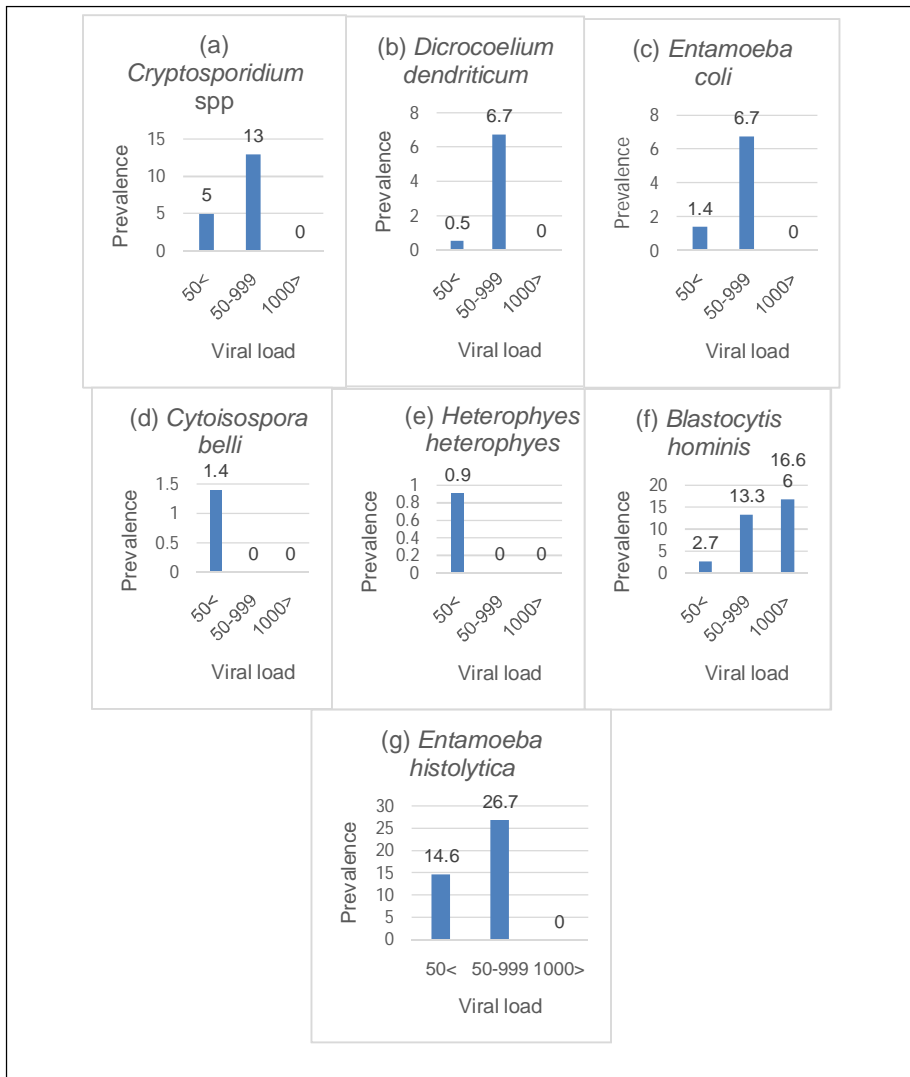 (a)
Cryptosporidium
spp
Prevalence
15
10
5
0
5
13
0
50<
50-999
1000>
Viral load
(b) Dicrocoelium
dendriticum
Prevalence
8
6
4
2
0
0.5
6.7
0
50<
50-999
1000>
Viral load
(c) Entamoeba
coli
Prevalence
8
6
4
2
0
1.4
6.7
0
50<
50-999
1000>
Viral load
(d) Cytoisospora
belli
Prevalence
1.5
1
0.5
0
1.4
0
0
50<
50-999
1000>
Viral load
(e) Heterophyes
heterophyes
Prevalence
1
0.8
0.6
0.4
0.2
0
0.9
0
0
50<
50-999
1000>
Viral load
(f) Blastocytis
hominis
Prevalence
20
15
10
5
0
2.7
13.3
16.6
6
50<
50-999
1000>
Viral load
(g) Entamoeba
histolytica
Prevalence
30
25
20
15
10
5
0
14.6
26.7
0
50<
50-999
1000>
Viral load